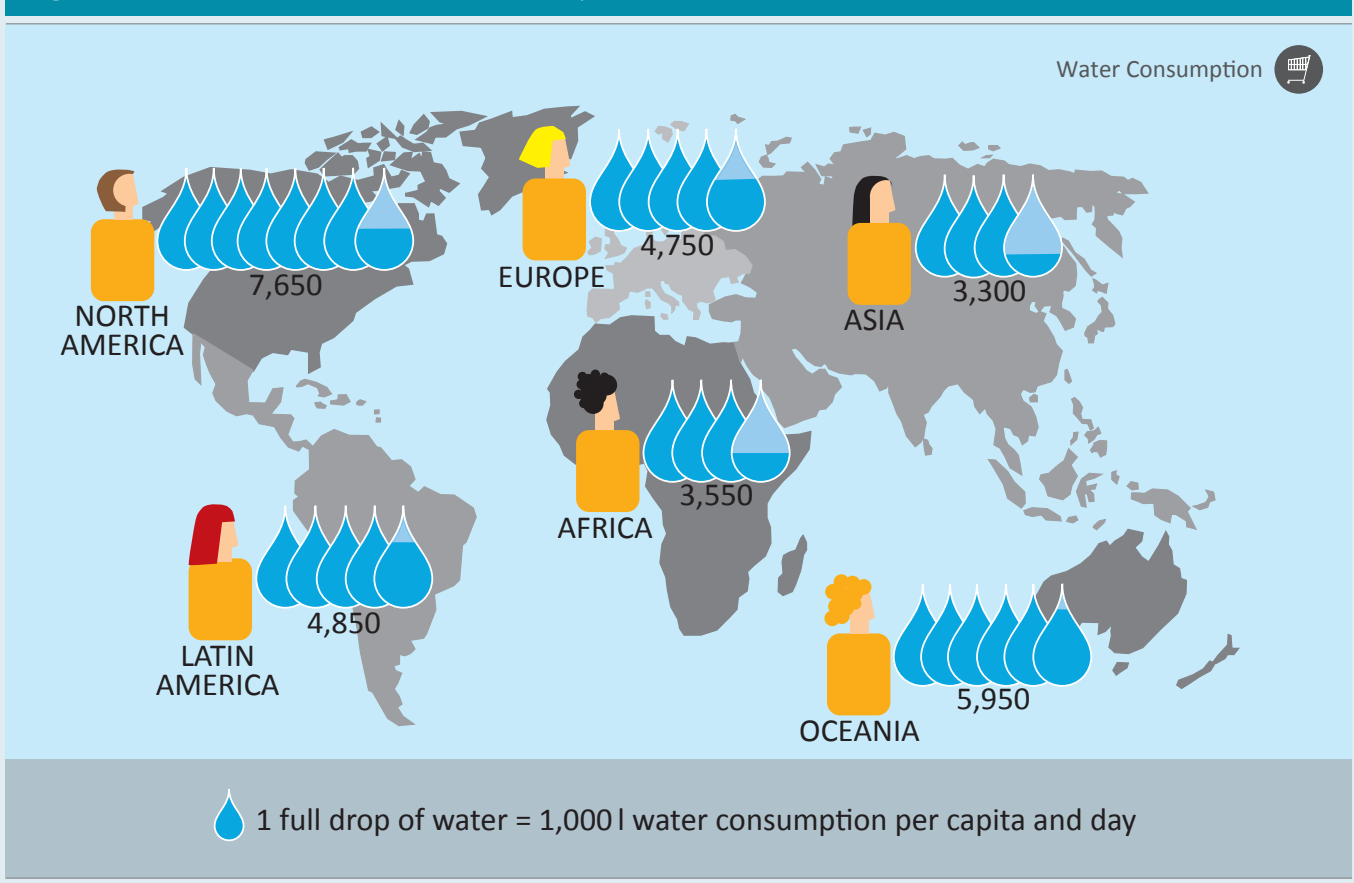 Water Consumption
7,650
NORTH
AMERICA
4,750
EUROPE
3,300
ASIA
3,550
AFRICA
4,850
LATIN
AMERICA
5,950
OCEANIA
1 full drop of water = 1,000 l water consumption per capita and day